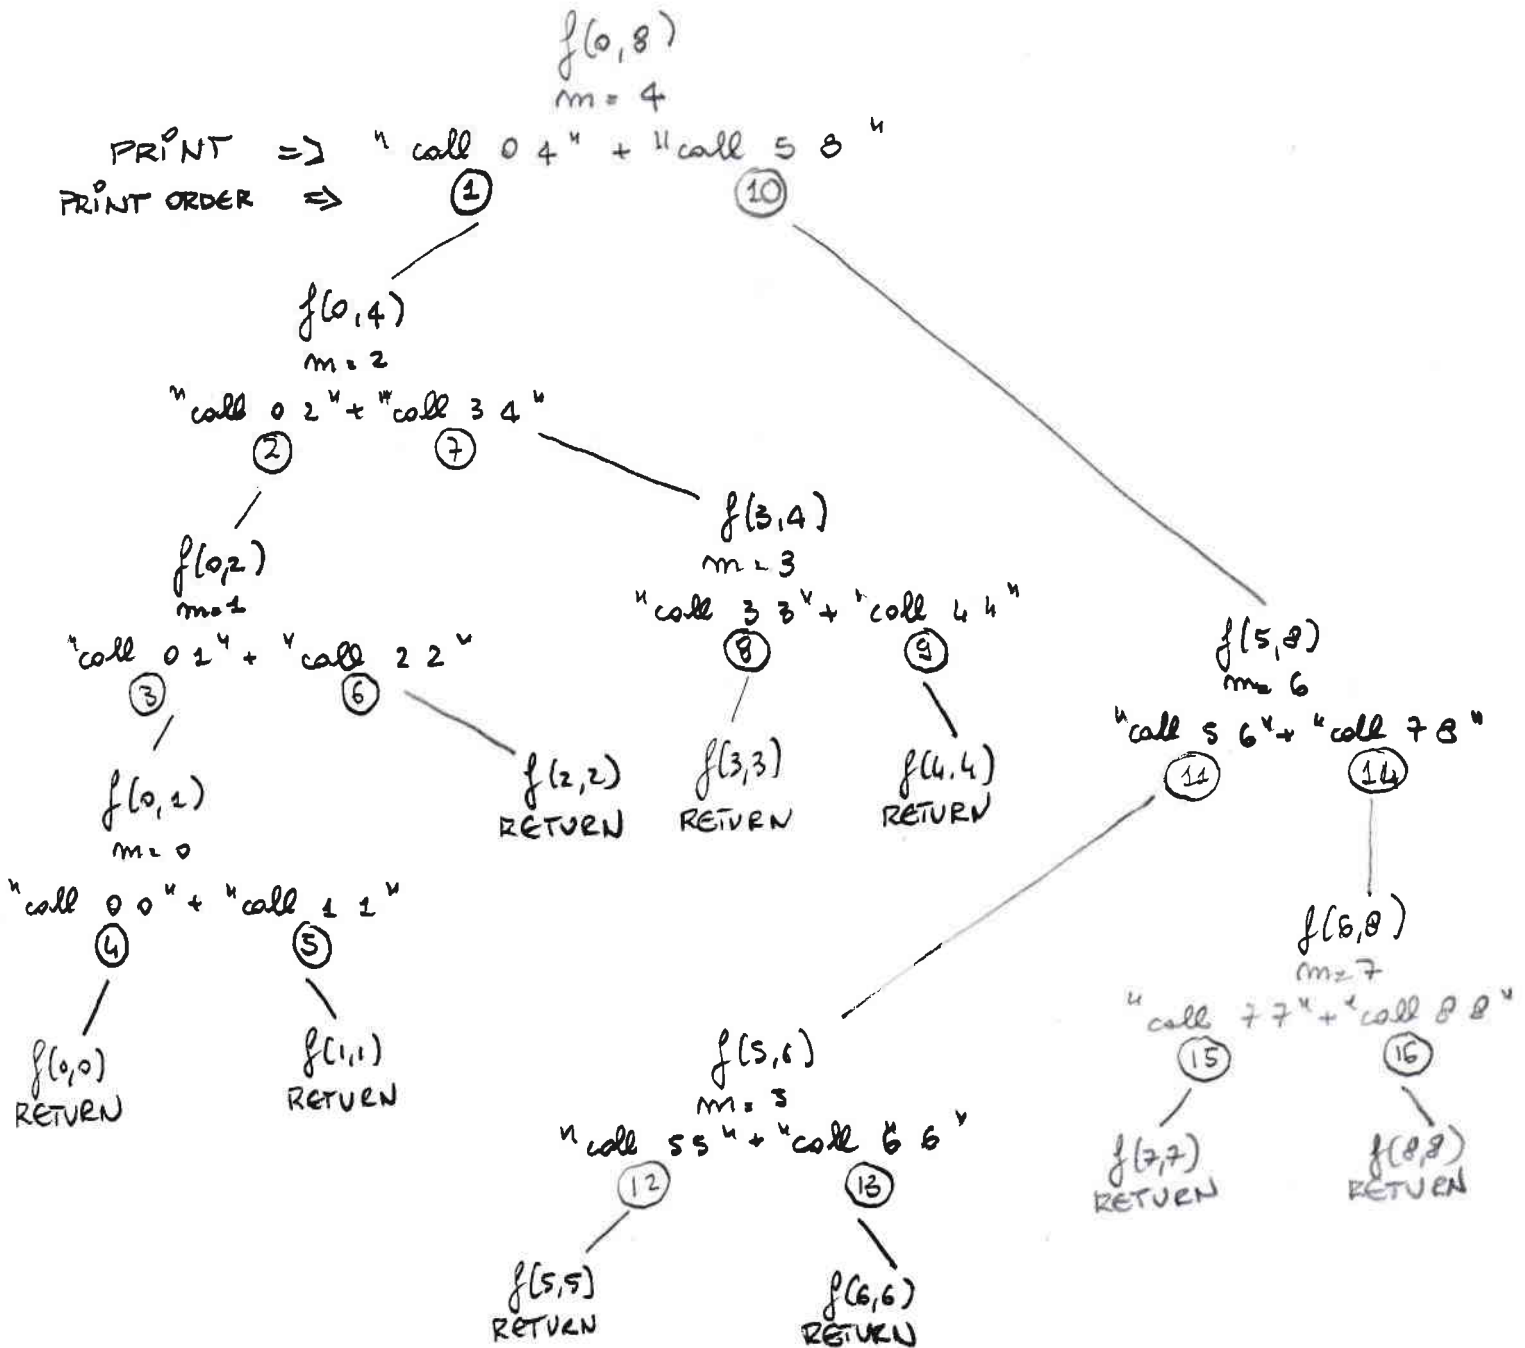 f(0,8)
m = 4
PRINT => "call 0 4" + "call 5 8"
PRINT ORDER => 1 10
f(0,4)
m = 2
"call 0 2" + "call 3 4"
2 7
f(3,4)
m = 3
f(0,2)
m=1
"call 3 3" + "call 4 4"
8 9
"call 0 1" + "call 2 2"
3 6
f(5,8)
m= 6
"call 5 6" + "call 7 8"
11 14
f(2,2)
RETURN
f(3,3)
RETURN
f(4,4)
RETURN
f(0,1)
m= 0
"call 0 0" + "call 1 1"
4 5
f(6,8)
m=7
"call 7 7" + "call 8 8"
15 16
f(0,0)
RETURN
f(1,1)
RETURN
f(5,6)
m = 5
"call 5 5" + "call 6 6"
12 13
f(7,7)
RETURN
f(8,8)
RETURN
f(5,5)
RETURN
f(6,6)
RETURN